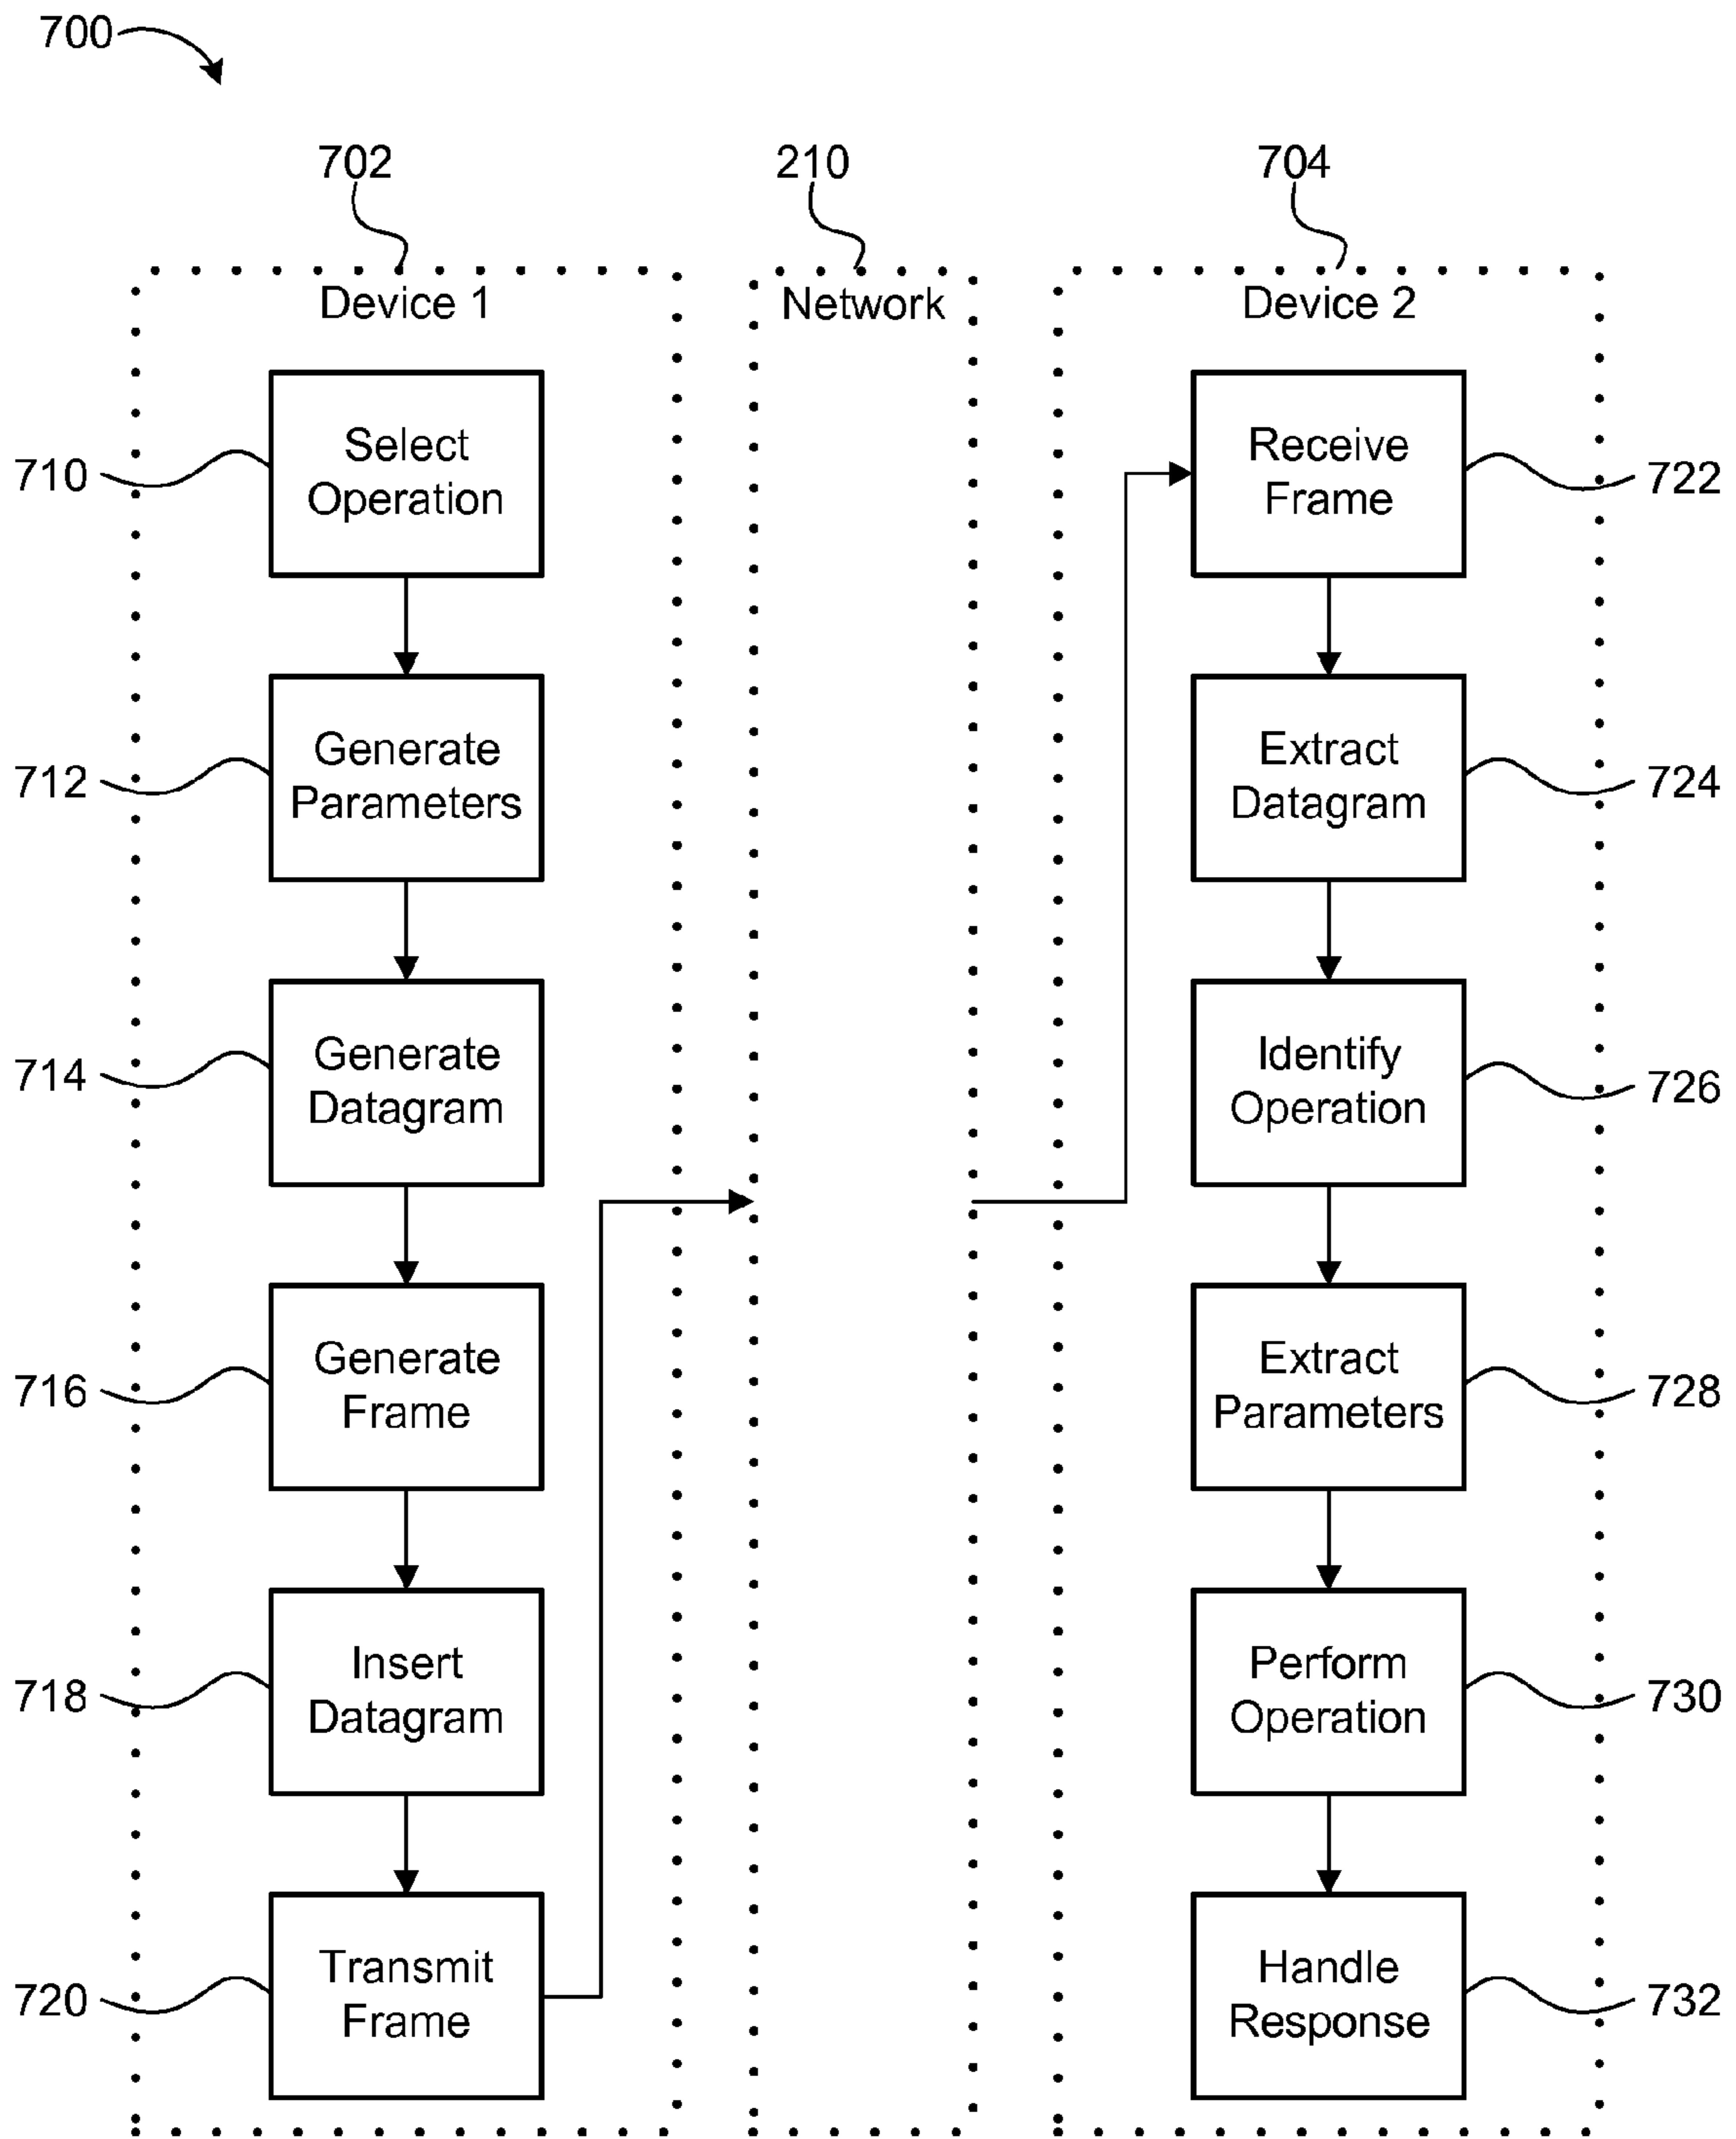 700
702
210
704
Device 1
Network
Device 2
710
Select
Operation
712
Generate
Parameters
714
Generate
Datagram
716
Generate
Frame
718
Insert
Datagram
720
Transmit
Frame
Receive
Frame
722
Extract
Datagram
724
Identify
Operation
726
Extract
Parameters
728
Perform
Operation
730
Handle
Response
732